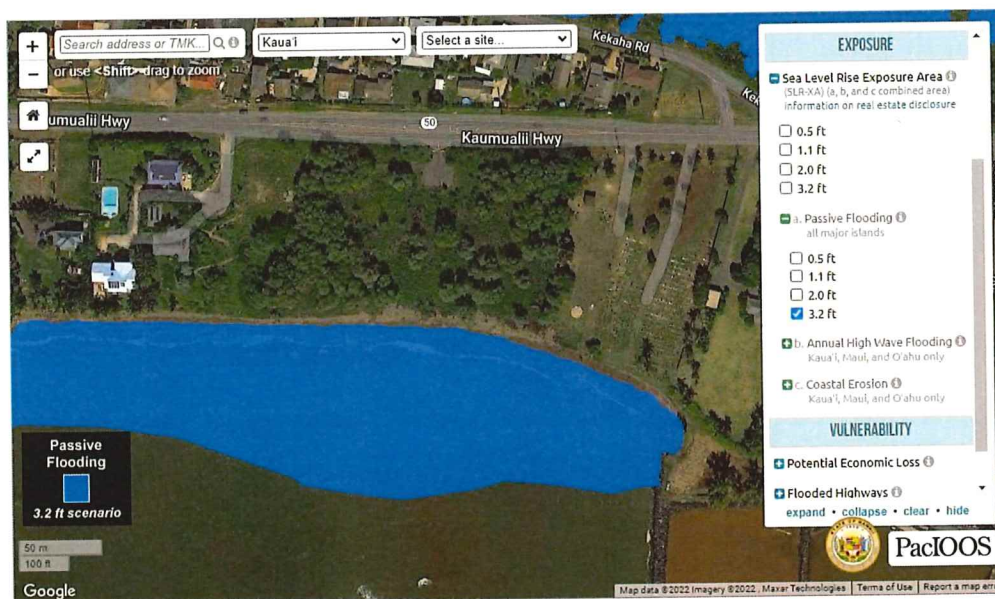 +
−
Search address or TMK...
Kaua'i
Select a site...
or use <Shift>-drag to zoom
Kekaha Rd
Kek
umualii Hwy
50
Kaumualii Hwy
EXPOSURE
Sea Level Rise Exposure Area
(SLR-XA) (a, b, and c combined area)
information on real estate disclosure
0.5 ft
1.1 ft
2.0 ft
3.2 ft
a. Passive Flooding
all major islands
0.5 ft
1.1 ft
2.0 ft
3.2 ft
b. Annual High Wave Flooding
Kaua'i, Maui, and O'ahu only
c. Coastal Erosion
Kaua'i, Maui, and O'ahu only
VULNERABILITY
Potential Economic Loss
Flooded Highways
expand • collapse • clear • hide
Passive
Flooding
3.2 ft scenario
50 m
100 ft
Google
PacIOOS
Map data ©2022 Imagery ©2022 , Maxar Technologies
Terms of Use
Report a map err